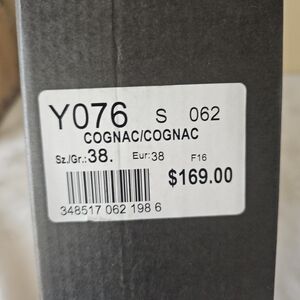 Y076 S 062
COGNAC/COGNAC
Sz./Gr.: 38. Eur: 38 F16
$169.00
348517 062 198 6